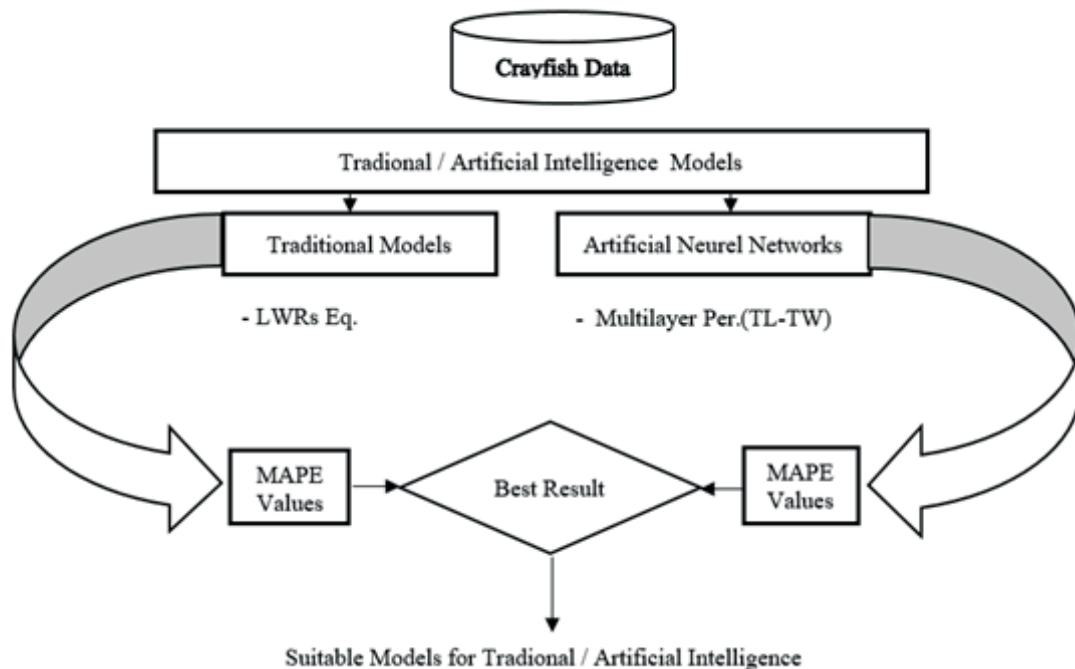 Crayfish Data
Tradional / Artificial Intelligence Models
Traditional Models
Artificial Neurel Networks
- LWRs Eq.
- Multilayer Per.(TL-TW)
MAPE
Values
Best Result
MAPE
Values
Suitable Models for Tradional / Artificial Intelligence